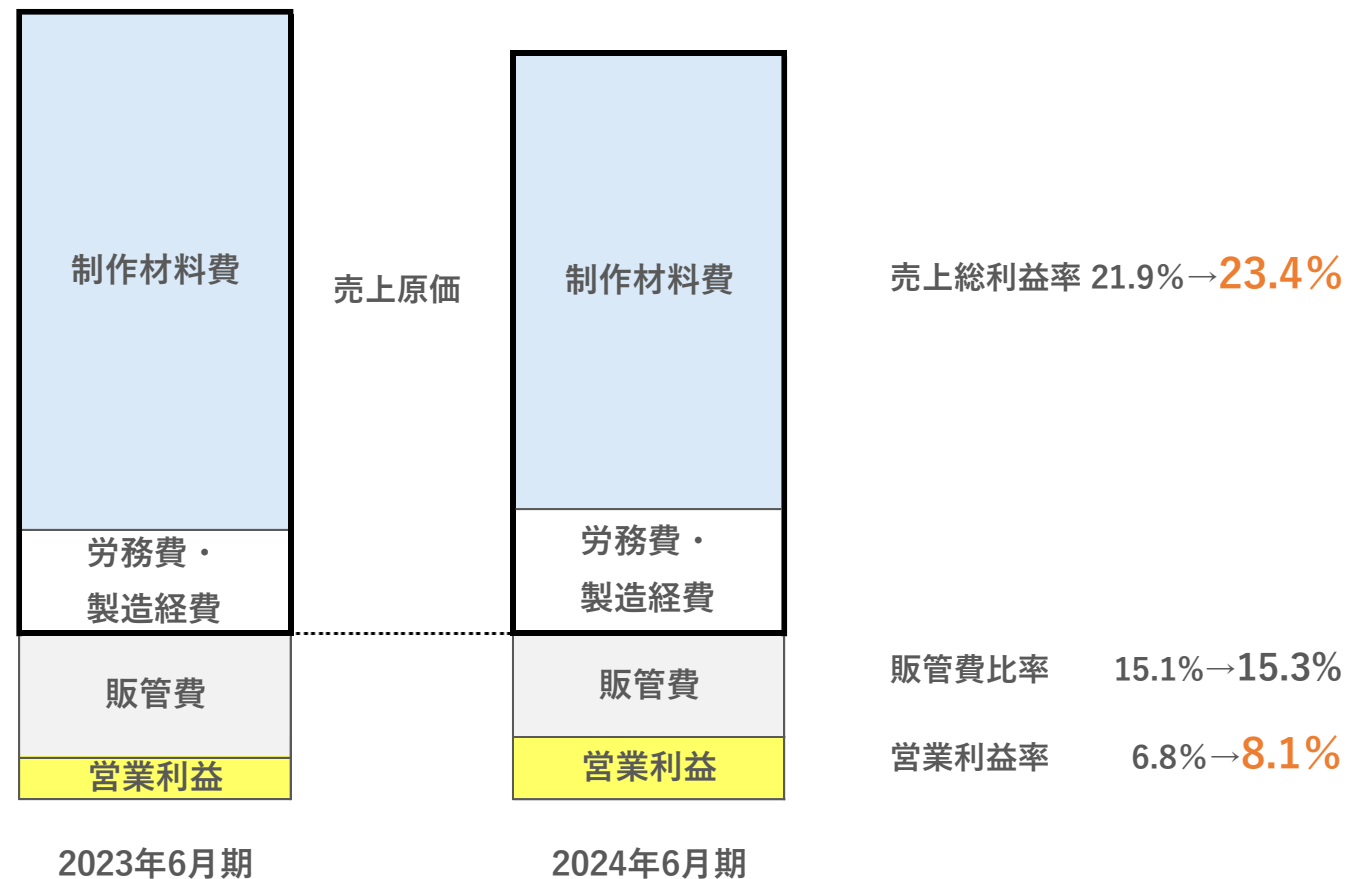 制作材料費
労務費・
製造経費
販管費
営業利益
2023年6月期
売上原価
制作材料費
労務費・
製造経費
販管費
営業利益
2024年6月期
売上総利益率 21.9%→23.4%
販管費比率 15.1%→15.3%
営業利益率 6.8%→8.1%